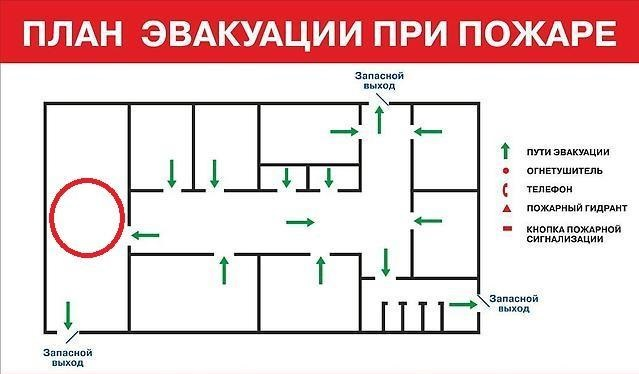 ПЛАН ЭВАКУАЦИИ ПРИ ПОЖАРЕ
Запасной
выход
ПУТИ ЭВАКУАЦИИ
ОГНЕТУШИТЕЛЬ
ТЕЛЕФОН
ПОЖАРНЫЙ ГИДРАНТ
КНОПКА ПОЖАРНОЙ
СИГНАЛИЗАЦИИ
Запасной
выход
Запасной
выход